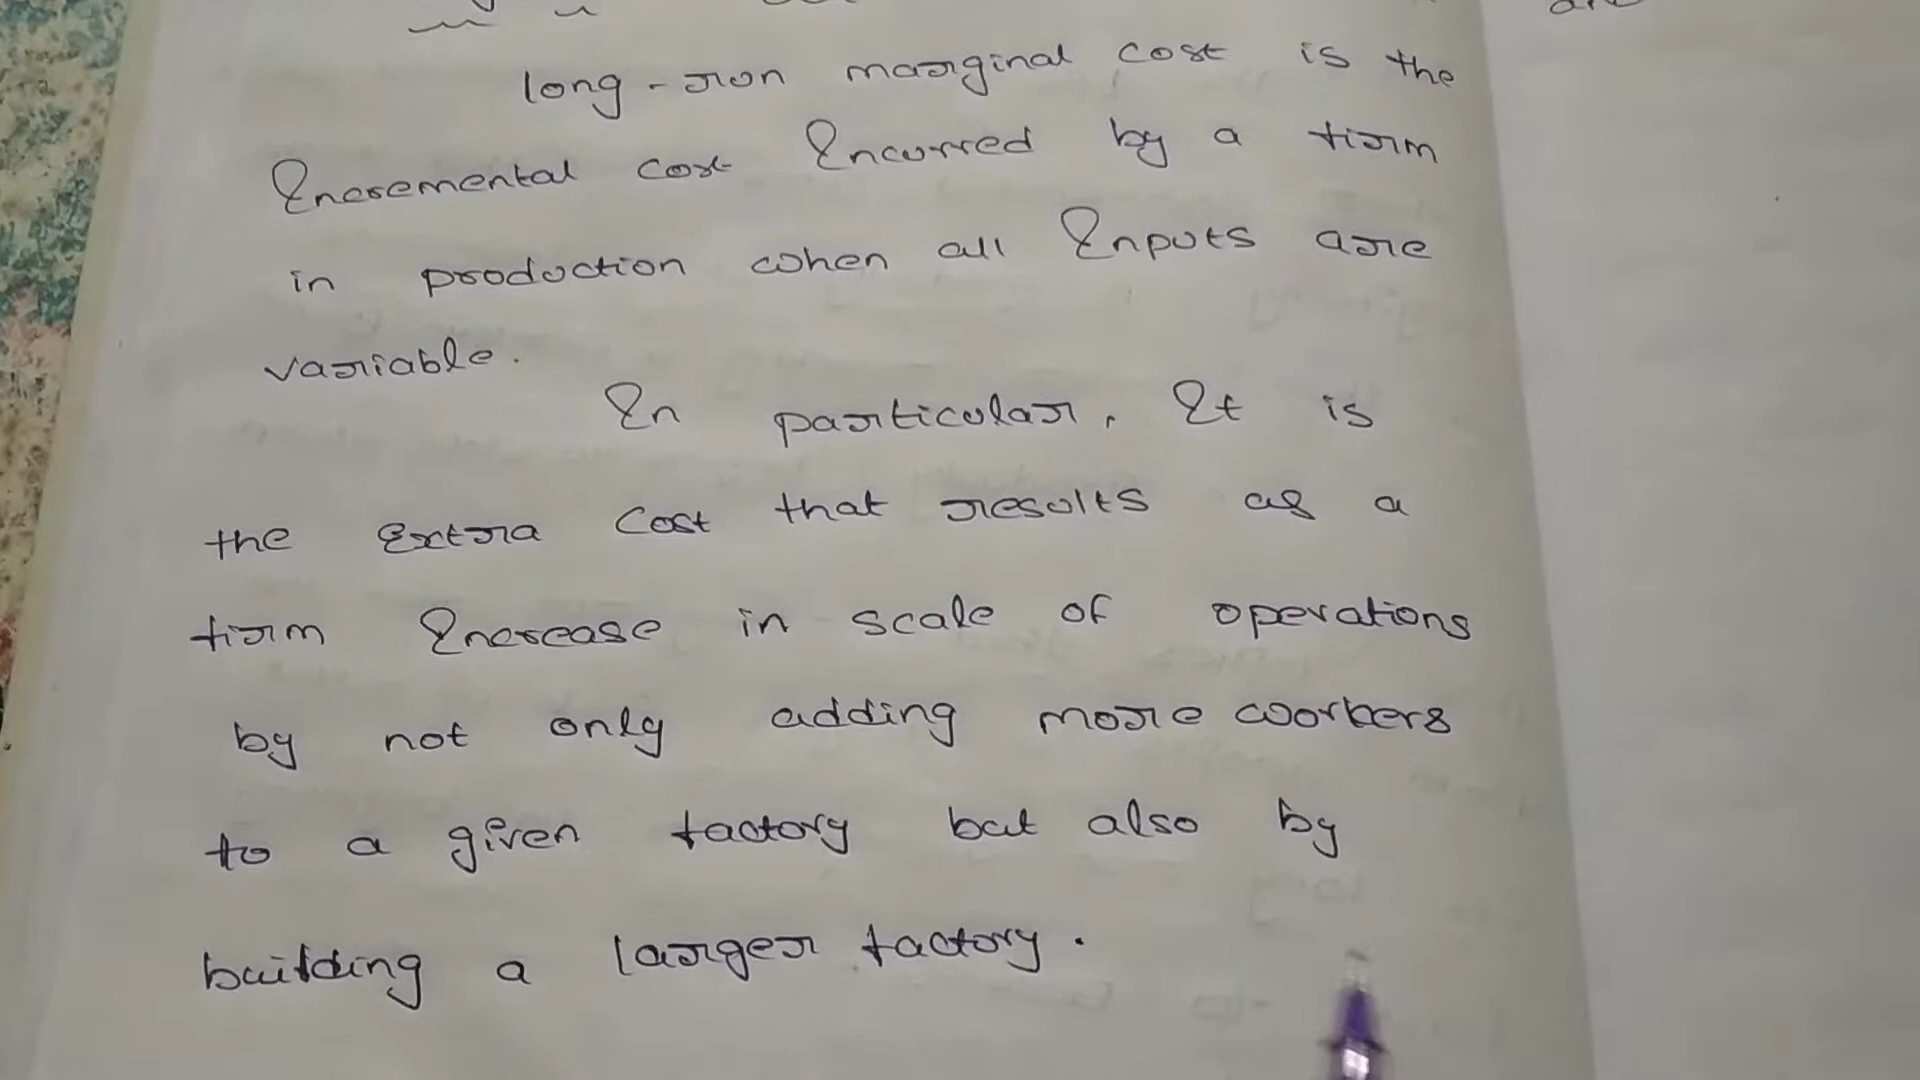 long-run marginal cost is the
Incremental cost Incurred by a firm
in production when all Inputs are
variable.
In particular, It is
the Extra Cost that results as a
firm Increase in scale of operations
by not only adding more workers
to a given factory but also by
building a larger factory.